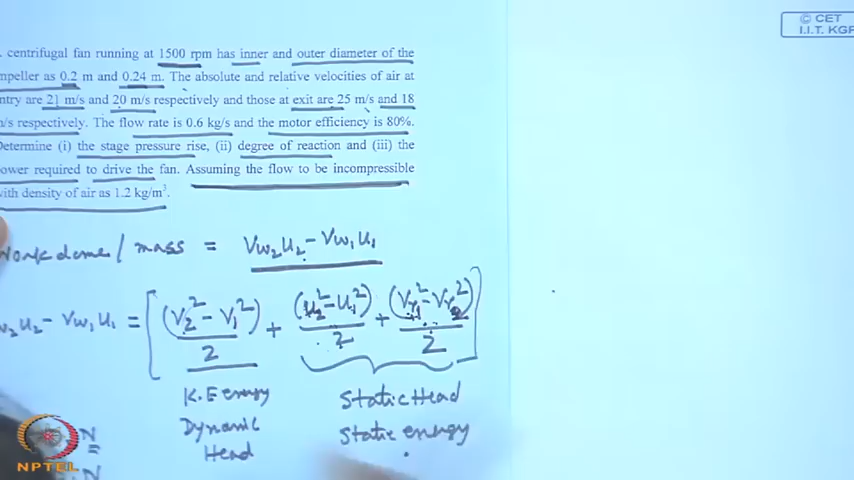 © CET
I.I.T. KGP
. centrifugal fan running at 1500 rpm has inner and outer diameter of the
mpeller as 0.2 m and 0.24 m. The absolute and relative velocities of air at
ntry are 21 m/s and 20 m/s respectively and those at exit are 25 m/s and 18
n/s respectively. The flow rate is 0.6 kg/s and the motor efficiency is 80%.
Determine (i) the stage pressure rise, (ii) degree of reaction and (iii) the
ower required to drive the fan. Assuming the flow to be incompressible
with density of air as 1.2 kg/m³.
Work done / mass = Vw₂u₂ - Vw₁u₁
w₂u₂ - Vw₁u₁ = [ (V₂² - V₁²)/2 + (u₂² - u₁²)/2 + (Vr₁² - Vr₂²)/2 ]
K.E energy Static Head
Dynamic Static energy
Head
NPTEL